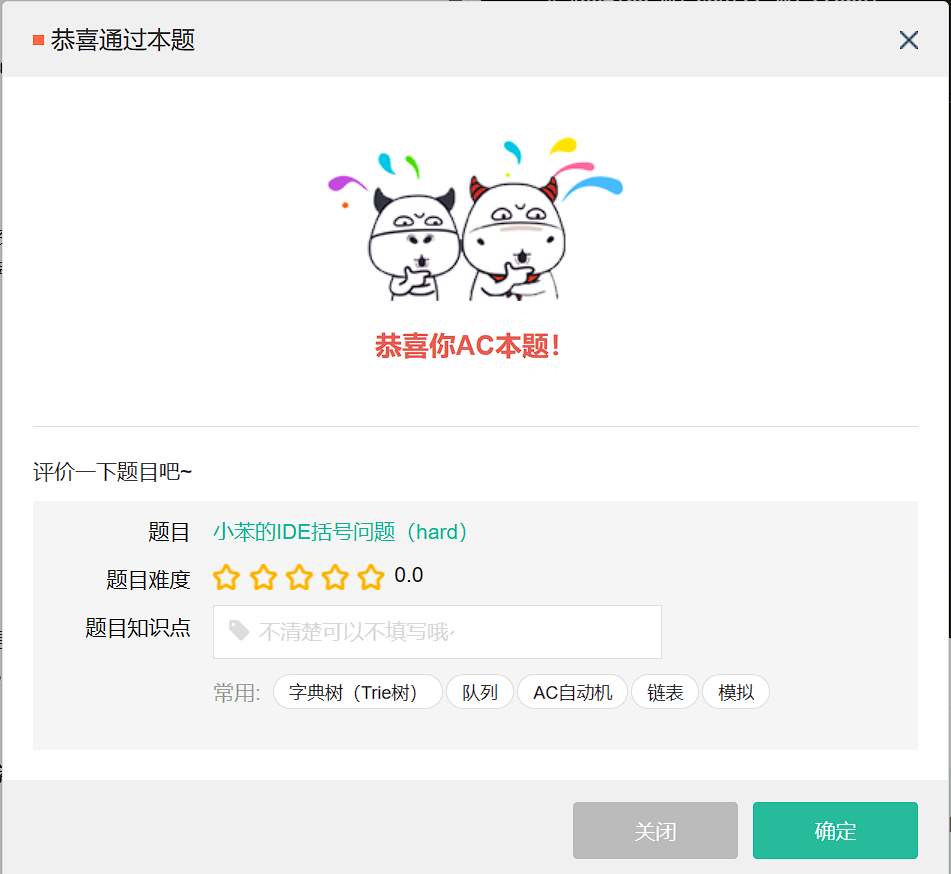 恭喜通过本题
恭喜你AC本题！
评价一下题目吧~
题目 小苯的IDE括号问题（hard）
题目难度 0.0
题目知识点 不清楚可以不填写哦~
常用: 字典树（Trie树） 队列 AC自动机 链表 模拟
关闭 确定